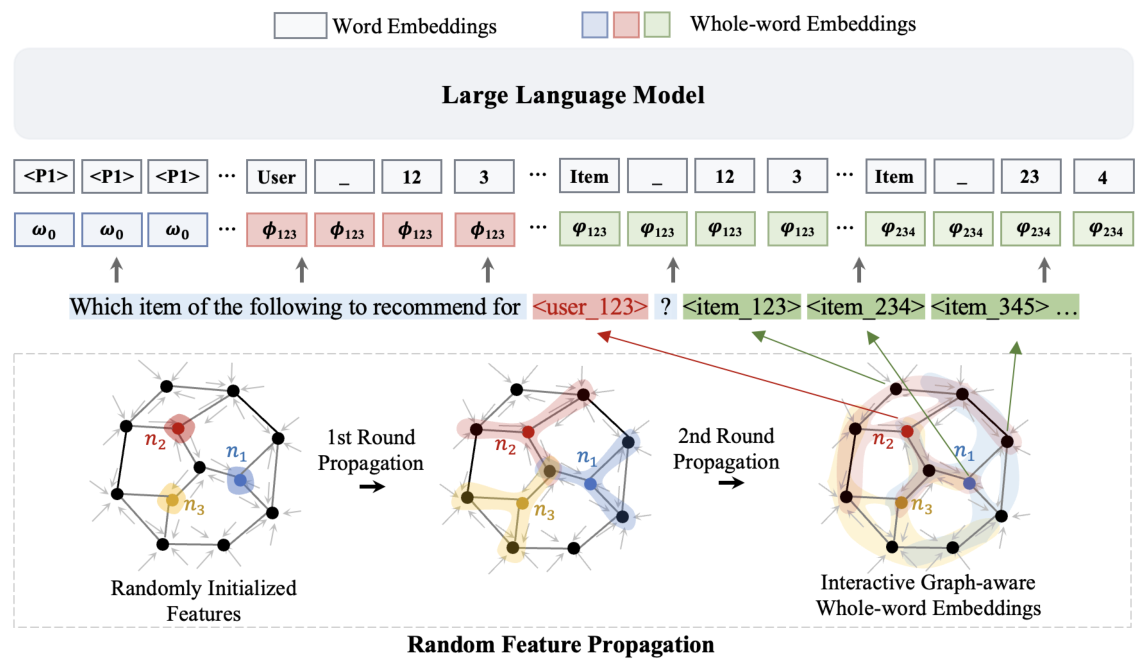 Word Embeddings Whole-word Embeddings
Large Language Model
<P1> <P1> <P1> ... User _ 12 3 ... Item _ 12 3 ... Item _ 23 4
ω₀ ω₀ ω₀ ... ϕ₁₂₃ ϕ₁₂₃ ϕ₁₂₃ ϕ₁₂₃ ... φ₁₂₃ φ₁₂₃ φ₁₂₃ φ₁₂₃ ... φ₂₃₄ φ₂₃₄ φ₂₃₄ φ₂₃₄
Which item of the following to recommend for <user_123> ? <item_123> <item_234> <item_345> ...
n₂ n₁ n₃
1st Round
Propagation
n₂ n₁ n₃
2nd Round
Propagation
n₂ n₁ n₃
Randomly Initialized
Features
Interactive Graph-aware
Whole-word Embeddings
Random Feature Propagation